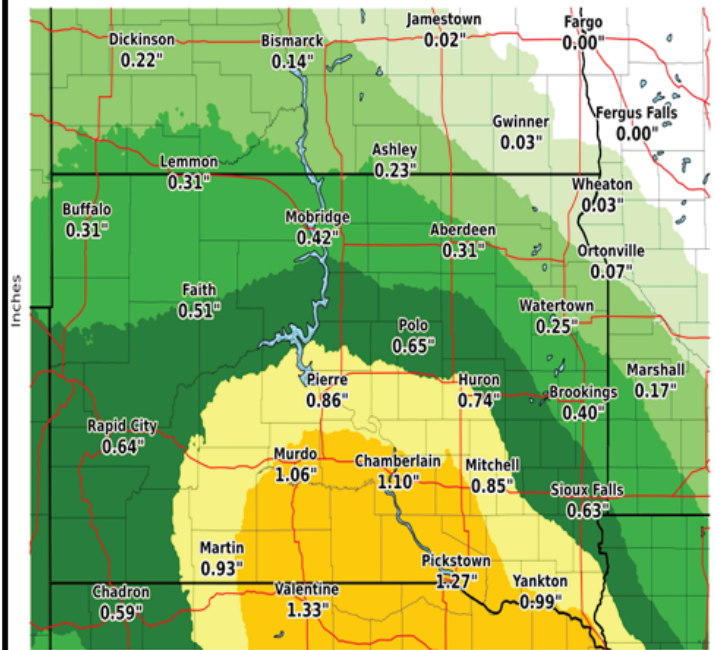 Jamestown
0.02"
Fargo
0.00"
Dickinson
0.22"
Bismarck
0.14"
Fergus Falls
0.00"
Gwinner
0.03"
Ashley
0.23"
Lemmon
0.31"
Wheaton
0.03"
Buffalo
0.31"
Mobridge
0.42"
Aberdeen
0.31"
Ortonville
0.07"
Inches
Faith
0.51"
Watertown
0.25"
Polo
0.65"
Marshall
0.17"
Pierre
0.86"
Huron
0.74"
Brookings
0.40"
Rapid City
0.64"
Murdo
1.06"
Chamberlain
1.10"
Mitchell
0.85"
Sioux Falls
0.63"
Martin
0.93"
Pickstown
1.27"
Chadron
0.59"
Valentine
1.33"
Yankton
0.99"